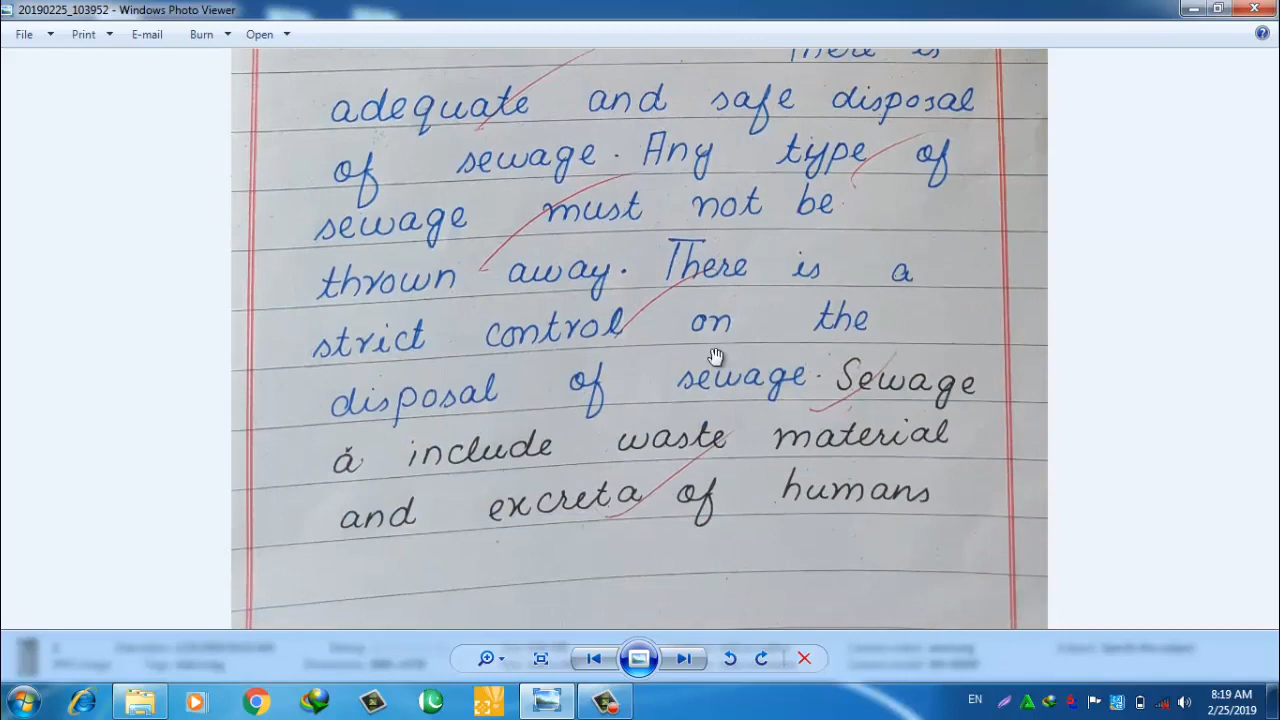 20190225_103952 - Windows Photo Viewer
File Print E-mail Burn Open
There is
adequate and safe disposal
of sewage. Any type of
sewage must not be
thrown away. There is a
strict control on the
disposal of sewage. Sewage
a include waste material
and excreta of humans
EN 8:19 AM
2/25/2019